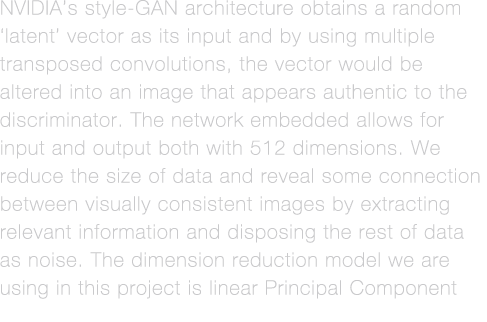 NVIDIA's style-GAN architecture obtains a random
'latent' vector as its input and by using multiple
transposed convolutions, the vector would be
altered into an image that appears authentic to the
discriminator. The network embedded allows for
input and output both with 512 dimensions. We
reduce the size of data and reveal some connection
between visually consistent images by extracting
relevant information and disposing the rest of data
as noise. The dimension reduction model we are
using in this project is linear Principal Component